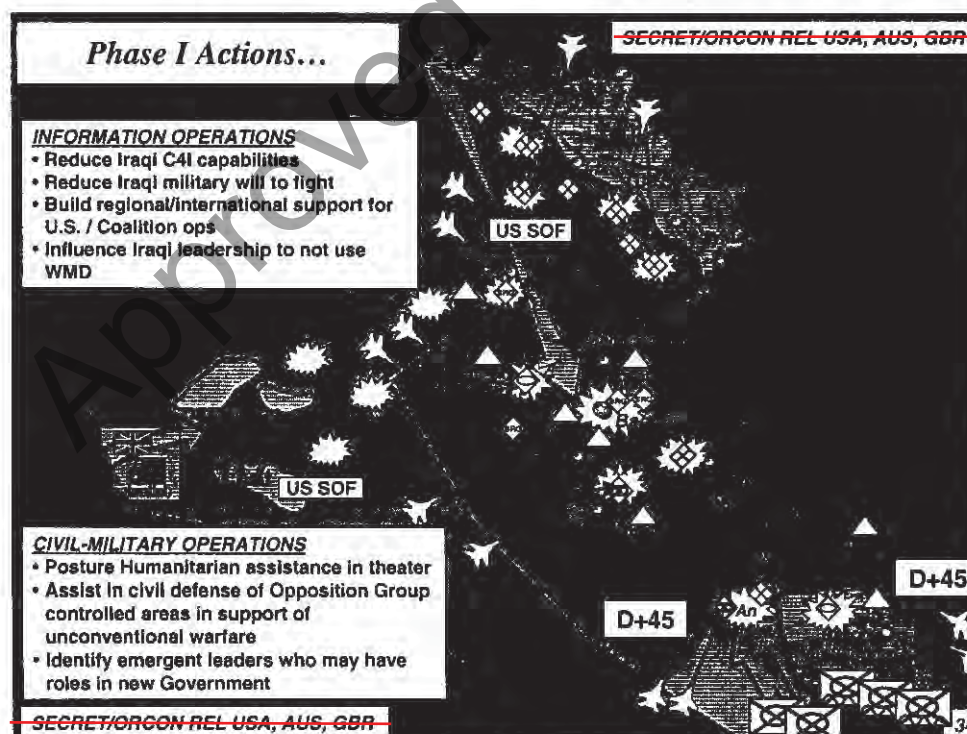 Phase I Actions...
SECRET/ORCON REL USA, AUS, GBR
INFORMATION OPERATIONS
• Reduce Iraqi C4I capabilities
• Reduce Iraqi military will to fight
• Build regional/international support for
U.S. / Coalition ops
• Influence Iraqi leadership to not use
WMD
Approved
US SOF
US SOF
CIVIL-MILITARY OPERATIONS
• Posture Humanitarian assistance in theater
• Assist in civil defense of Opposition Group
controlled areas in support of
unconventional warfare
• Identify emergent leaders who may have
roles in new Government
D+45
An
D+45
SECRET/ORCON REL USA, AUS, GBR